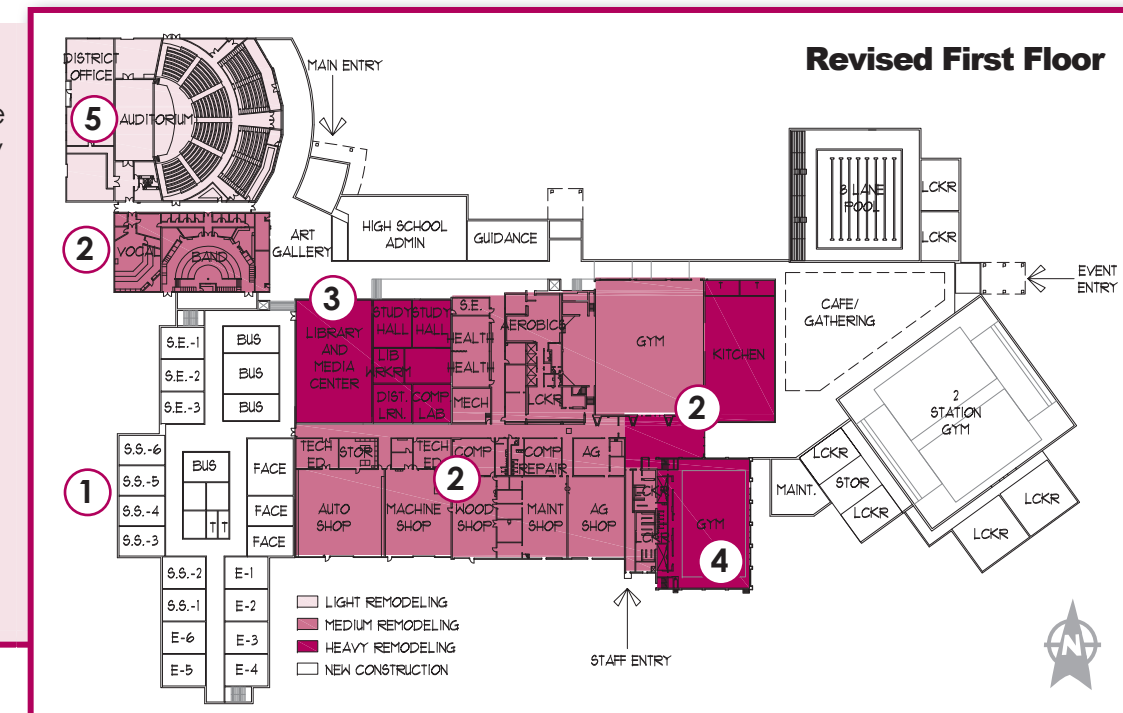 Revised First Floor
DISTRICT
OFFICE
5
AUDITORIUM
MAIN ENTRY
2
VOCAL
BAND
ART
GALLERY
HIGH SCHOOL
ADMIN
GUIDANCE
8 LANE
POOL
LCKR
LCKR
EVENT
ENTRY
CAFE/
GATHERING
3
LIBRARY
AND
MEDIA
CENTER
STUDY
HALL
STUDY
HALL
LIB
WRKRM
DIST.
LRN.
COMP
LAB
S.E.
HEALTH
HEALTH
MECH
AEROBICS
LCKR
GYM
KITCHEN
2
2
STATION
GYM
S.E.-1
S.E.-2
S.E.-3
BUS
BUS
BUS
1
S.S.-6
S.S.-5
S.S.-4
S.S.-3
BUS
T T
FACE
FACE
FACE
TECH
ED.
STOR
TECH
ED.
COMP
COMP
REPAIR
AG
2
AUTO
SHOP
MACHINE
SHOP
WOOD
SHOP
MAINT
SHOP
AG
SHOP
GYM
4
MAINT.
LCKR
STOR
LCKR
LCKR
LCKR
S.S.-2
S.S.-1
E-6
E-5
E-1
E-2
E-3
E-4
LIGHT REMODELING
MEDIUM REMODELING
HEAVY REMODELING
NEW CONSTRUCTION
STAFF ENTRY
N